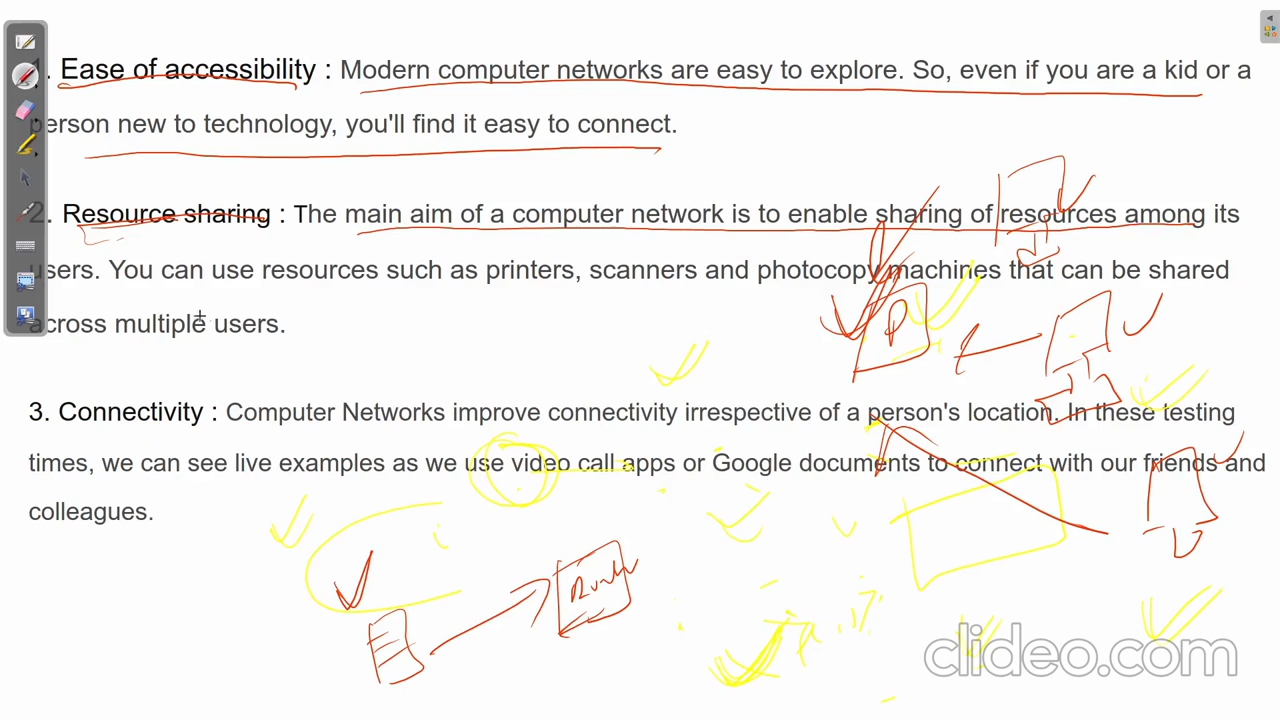 1. Ease of accessibility : Modern computer networks are easy to explore. So, even if you are a kid or a
person new to technology, you'll find it easy to connect.
2. Resource sharing : The main aim of a computer network is to enable sharing of resources among its
users. You can use resources such as printers, scanners and photocopy machines that can be shared
across multiple users.
P
3. Connectivity : Computer Networks improve connectivity irrespective of a person's location. In these testing
times, we can see live examples as we use video call apps or Google documents to connect with our friends and
colleagues.
clideo.com